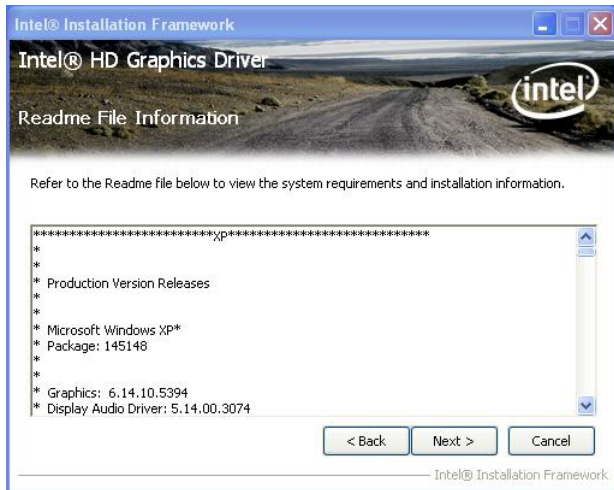 Intel® Installation Framework
Intel® HD Graphics Driver
intel
Readme File Information
Refer to the Readme file below to view the system requirements and installation information.
*************************XP****************************
*
*
* Production Version Releases
*
*
* Microsoft Windows XP*
* Package: 145148
*
*
* Graphics: 6.14.10.5394
* Display Audio Driver: 5.14.00.3074
< Back Next > Cancel
Intel® Installation Framework